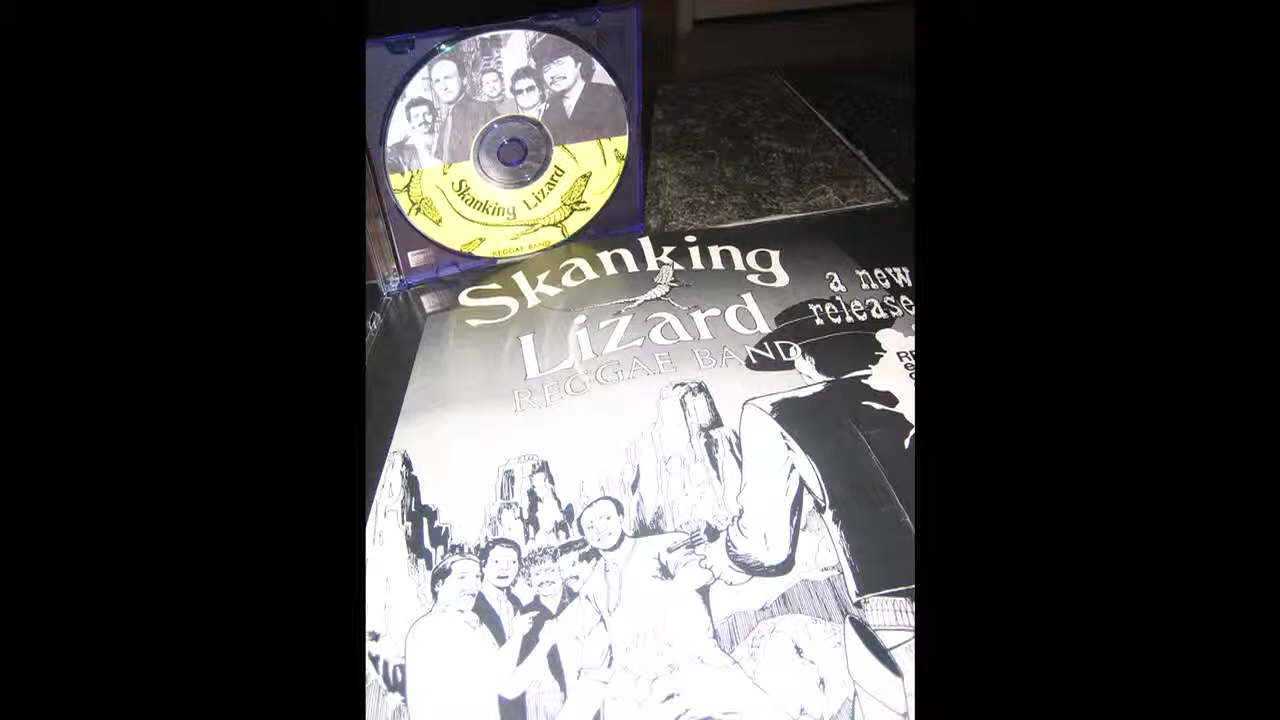 Skanking Lizard
REGGAE BAND
Skanking
Lizard
REGGAE BAND
a new
release